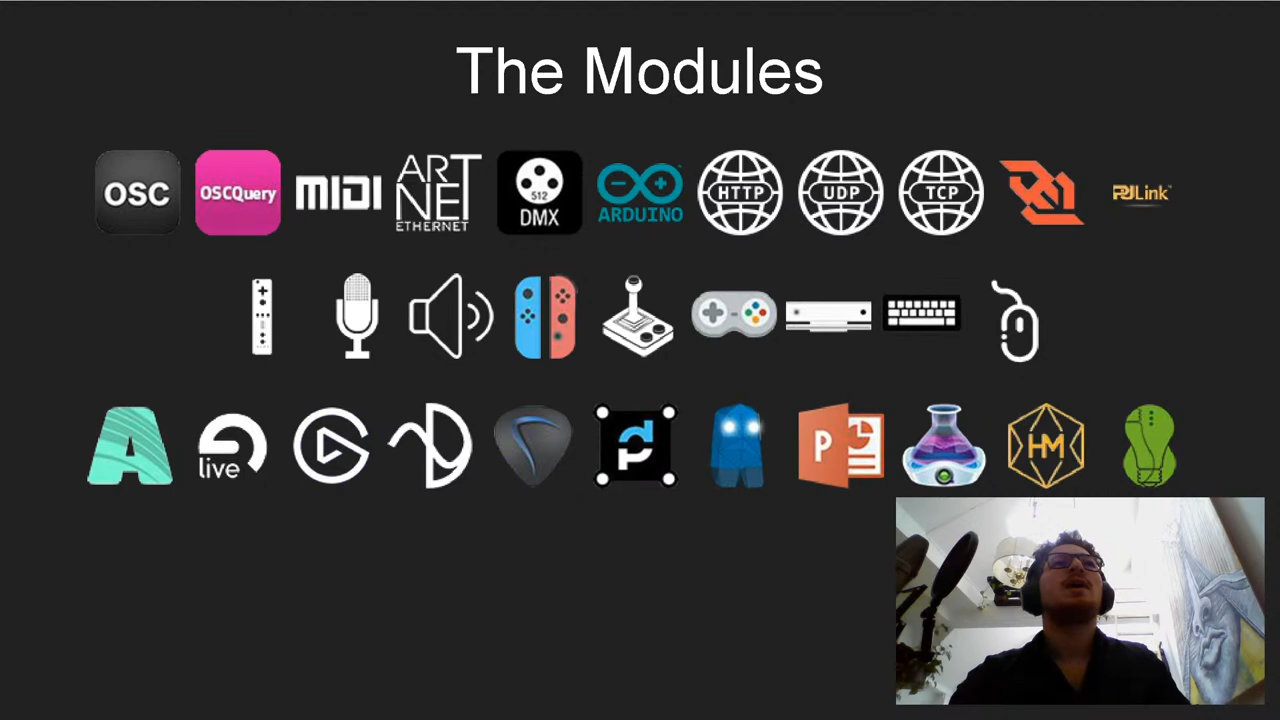 The Modules
OSC
OSCQuery
MIDI
ART
NET
ETHERNET
512
DMX
ARDUINO
HTTP
UDP
TCP
PJLink
live
P
HM